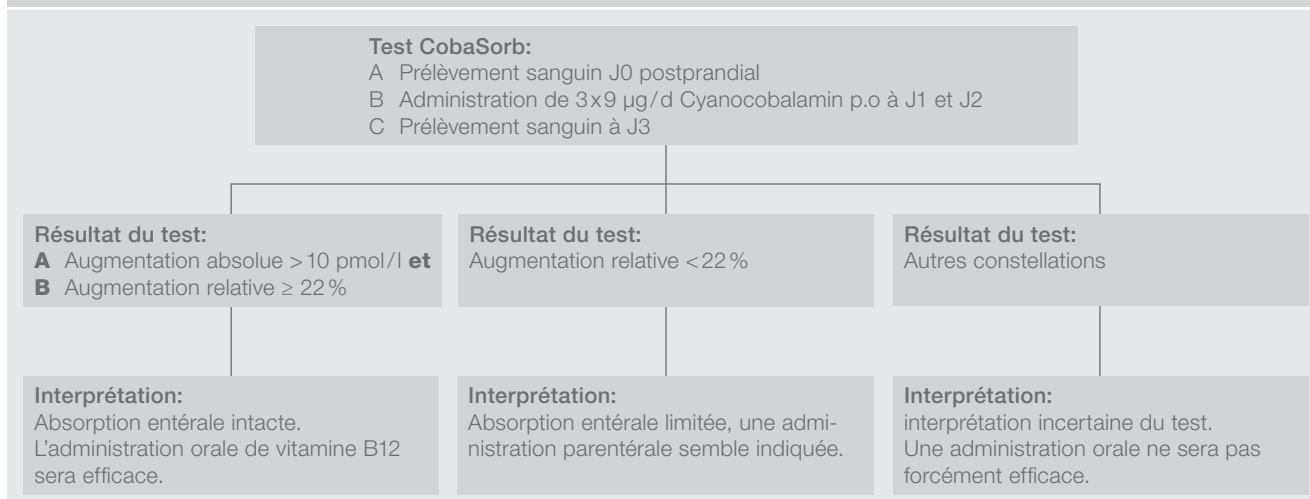 Test CobaSorb:
A Prélèvement sanguin J0 postprandial
B Administration de 3x9 µg/d Cyanocobalamin p.o à J1 et J2
C Prélèvement sanguin à J3
Résultat du test:
A Augmentation absolue >10 pmol/l et
B Augmentation relative ≥ 22%
Résultat du test:
Augmentation relative <22%
Résultat du test:
Autres constellations
Interprétation:
Absorption entérale intacte.
L'administration orale de vitamine B12
sera efficace.
Interprétation:
Absorption entérale limitée, une admi-
nistration parentérale semble indiquée.
Interprétation:
interprétation incertaine du test.
Une administration orale ne sera pas
forcément efficace.